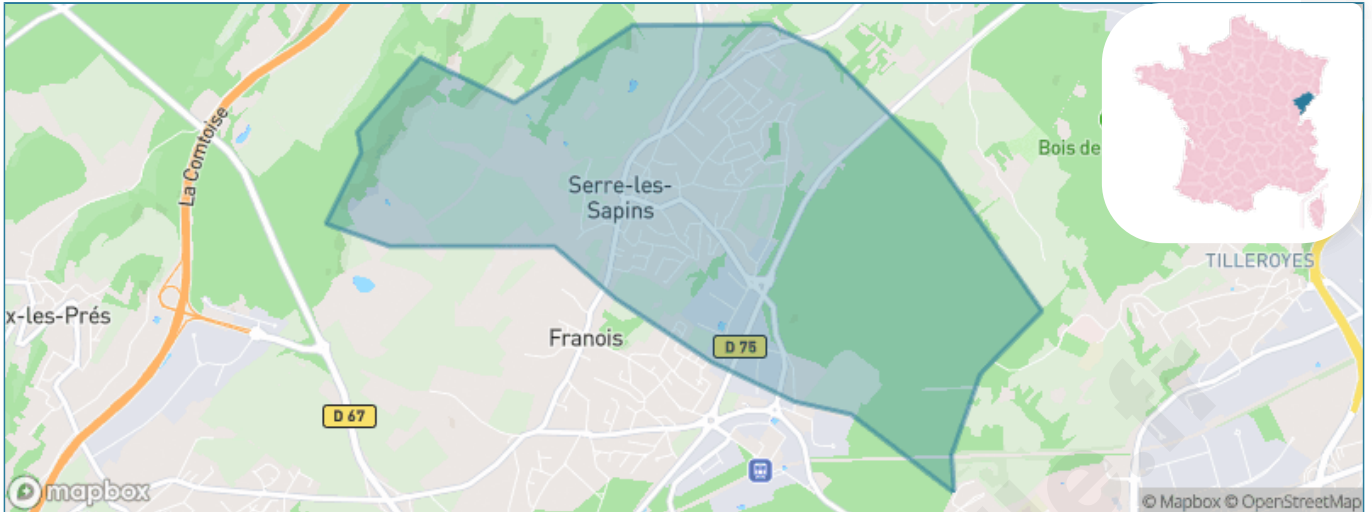 La Comtoise
Bois de
Serre-les-
Sapins
TILLEROYES
x-les-Prés
Franois
D 75
D 67
mapbox
© Mapbox © OpenStreetMap